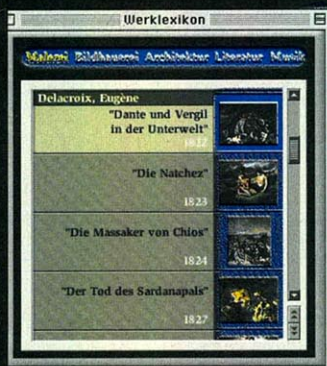 Werklexikon
Malerei Bildhauerei Architektur Literatur Musik
Delacroix, Eugène
"Dante und Vergil
in der Unterwelt"
1822
"Die Natchez"
1823
"Die Massaker von Chios"
1824
"Der Tod des Sardanapals"
1827